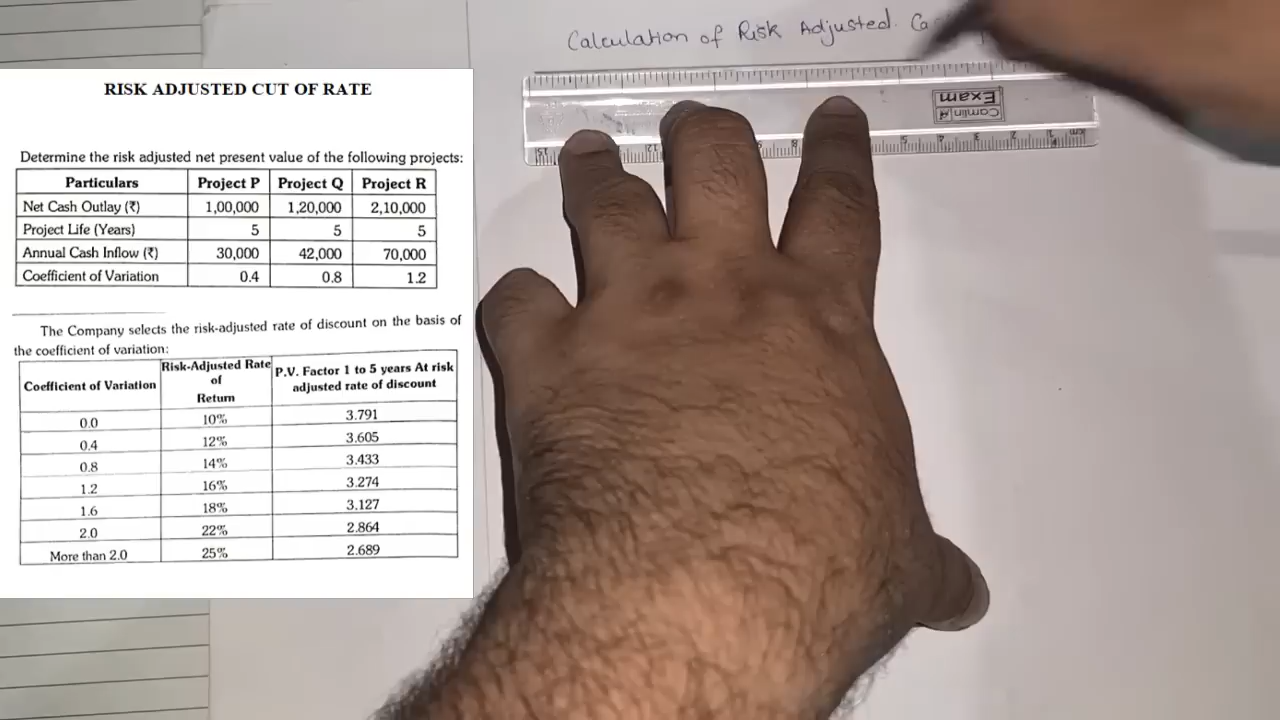 Calculation of Risk Adjusted.
Camlin
Exam
RISK ADJUSTED CUT OF RATE
Determine the risk adjusted net present value of the following projects:
Particulars Project P Project Q Project R
Net Cash Outlay (₹) 1,00,000 1,20,000 2,10,000
Project Life (Years) 5 5 5
Annual Cash Inflow (₹) 30,000 42,000 70,000
Coefficient of Variation 0.4 0.8 1.2
The Company selects the risk-adjusted rate of discount on the basis of
the coefficient of variation:
Coefficient of Variation Risk-Adjusted Rate of Return P.V. Factor 1 to 5 years At risk adjusted rate of discount
0.0 10% 3.791
0.4 12% 3.605
0.8 14% 3.433
1.2 16% 3.274
1.6 18% 3.127
2.0 22% 2.864
More than 2.0 25% 2.689